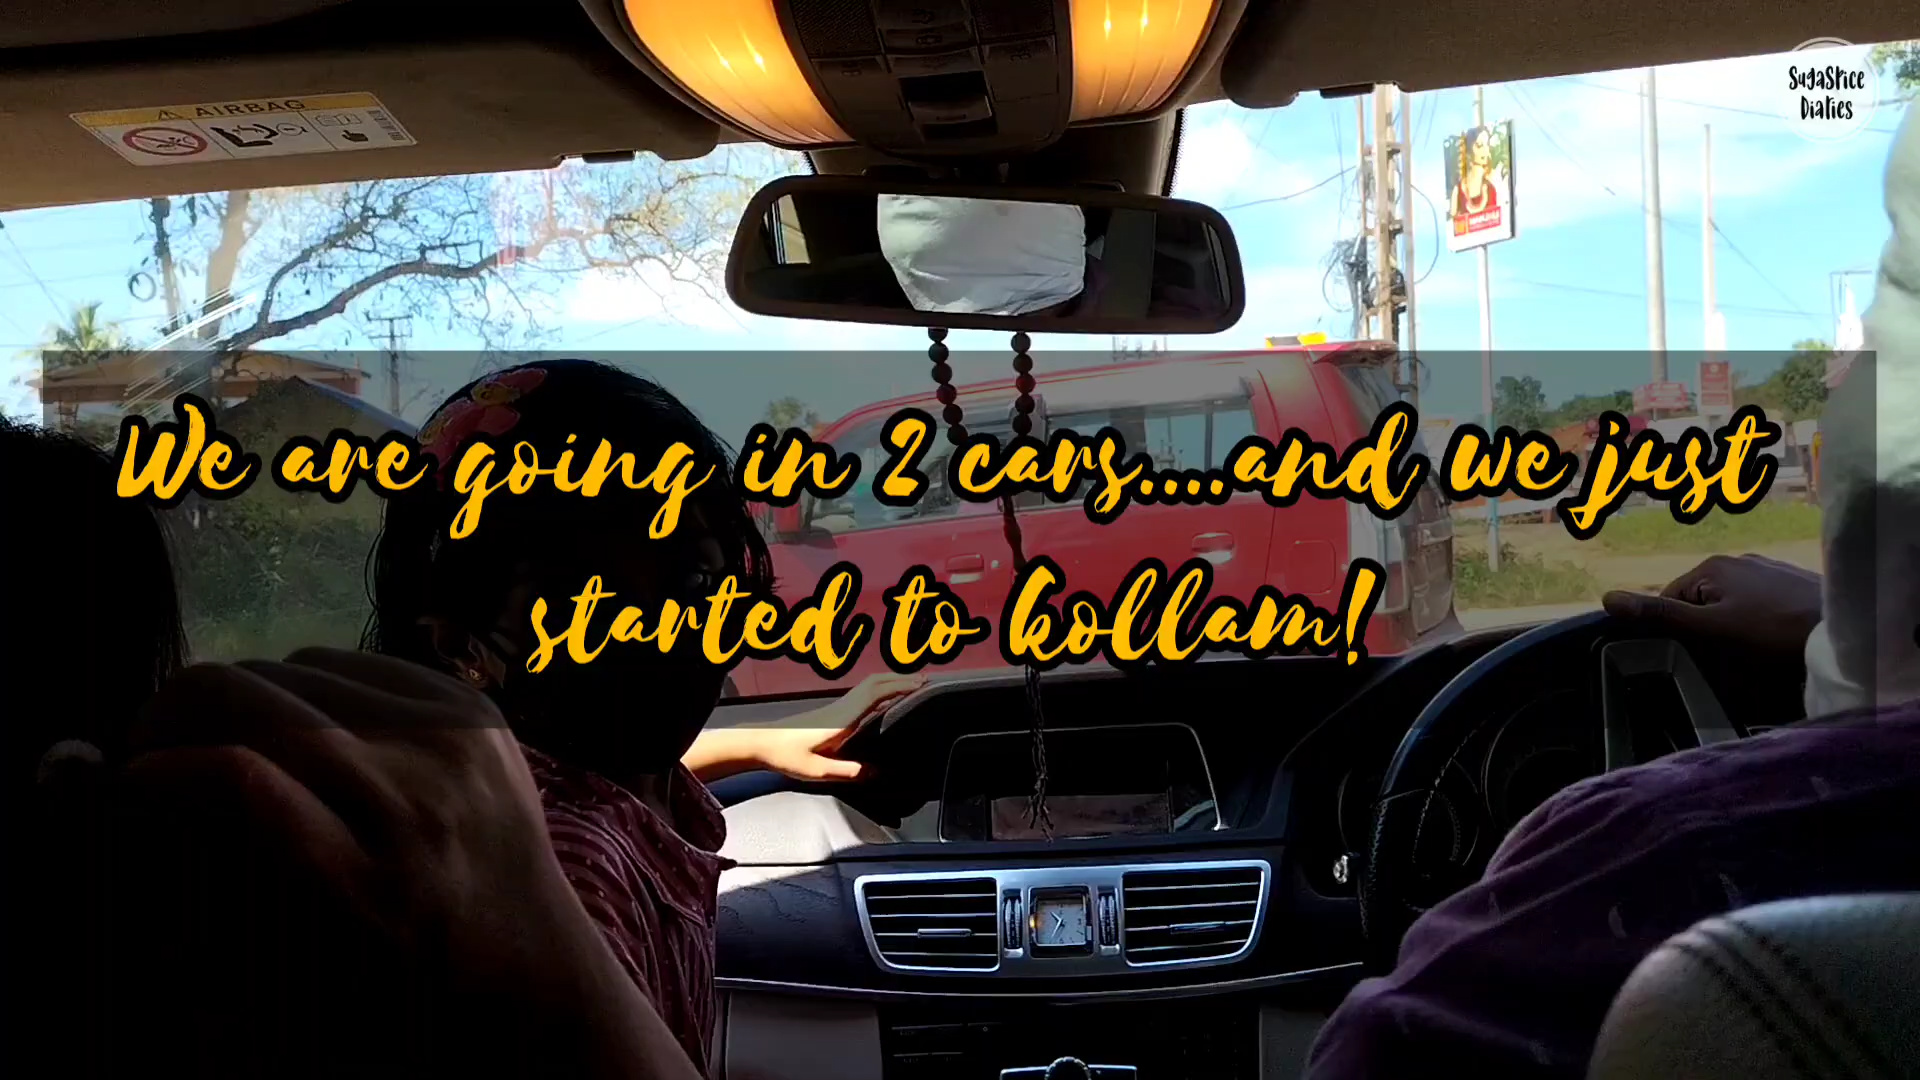 AIRBAG
SugaSpice
Diaries
We are going in 2 cars....and we just
started to kollam!